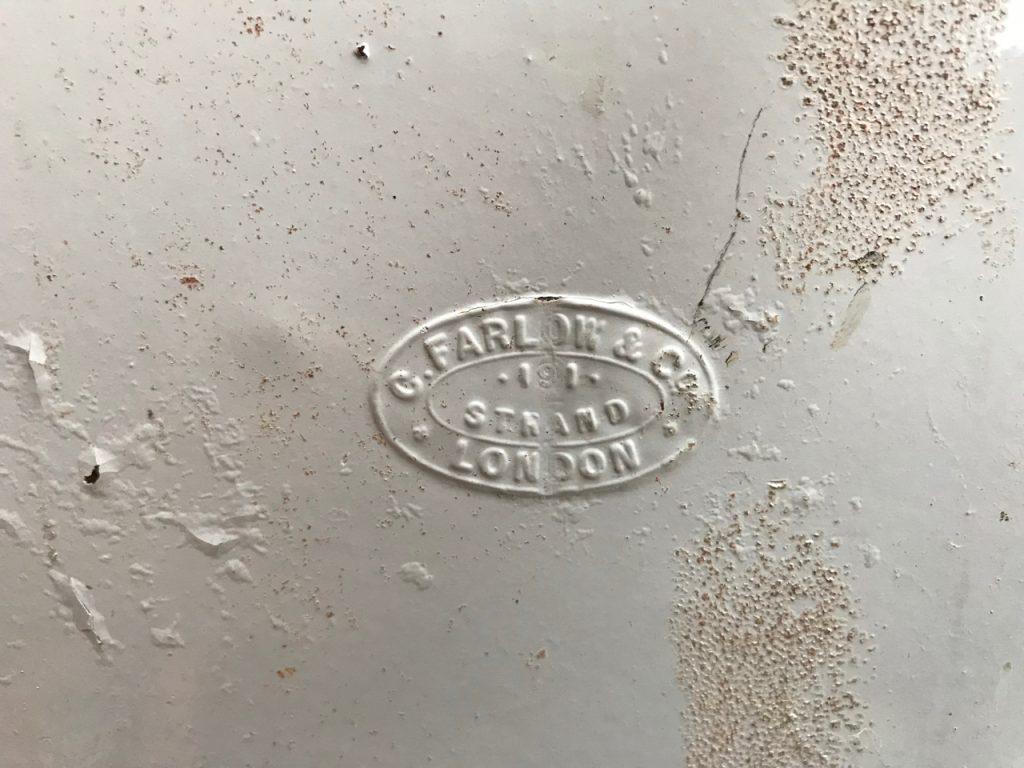 C. FARLOW & Co
·191·
STRAND
LONDON